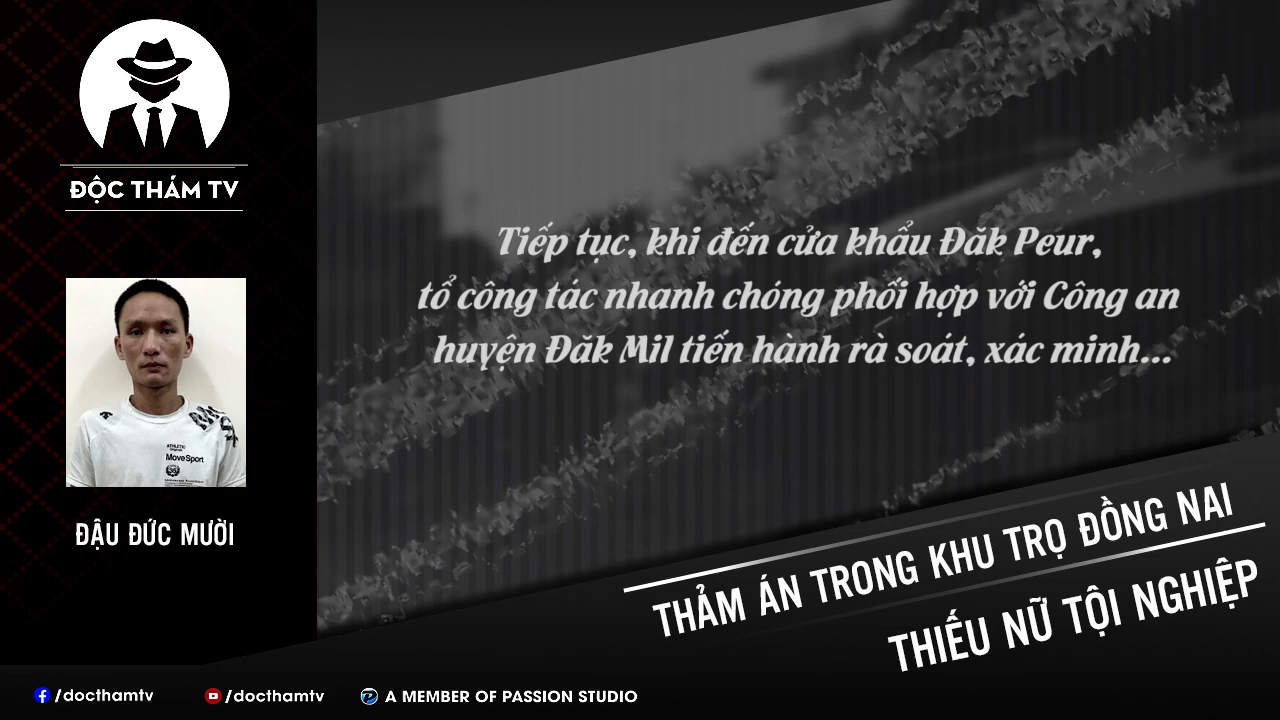 ĐỘC THÁM TV
Tiếp tục, khi đến cửa khẩu Đăk Peur,
tổ công tác nhanh chóng phối hợp với Công an
huyện Đăk Mil tiến hành rà soát, xác minh...
ATHLETIC
MoveSport
ĐẬU ĐỨC MƯỜI
THẢM ÁN TRONG KHU TRỌ ĐỒNG NAI
THIẾU NỮ TỘI NGHIỆP
/docthamtv
/docthamtv
A MEMBER OF PASSION STUDIO